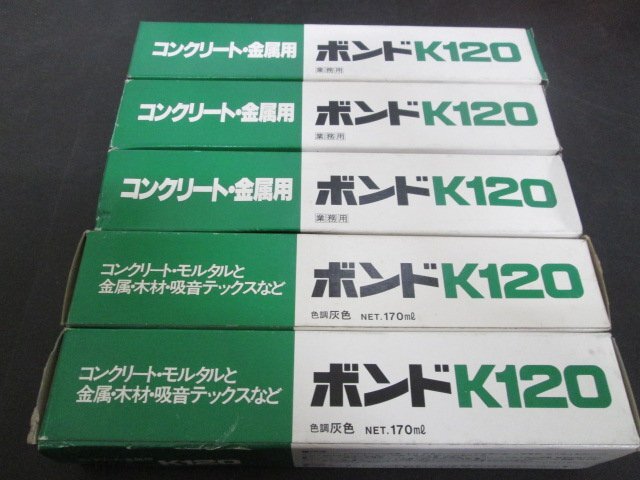 コンクリート・金属用 ボンドK120
業務用
コンクリート・金属用 ボンドK120
業務用
コンクリート・金属用 ボンドK120
業務用
コンクリート・モルタルと
金属・木材・吸音テックスなど
ボンドK120
色調灰色 NET.170mℓ
コンクリート・モルタルと
金属・木材・吸音テックスなど
ボンドK120
色調灰色 NET.170mℓ
K120